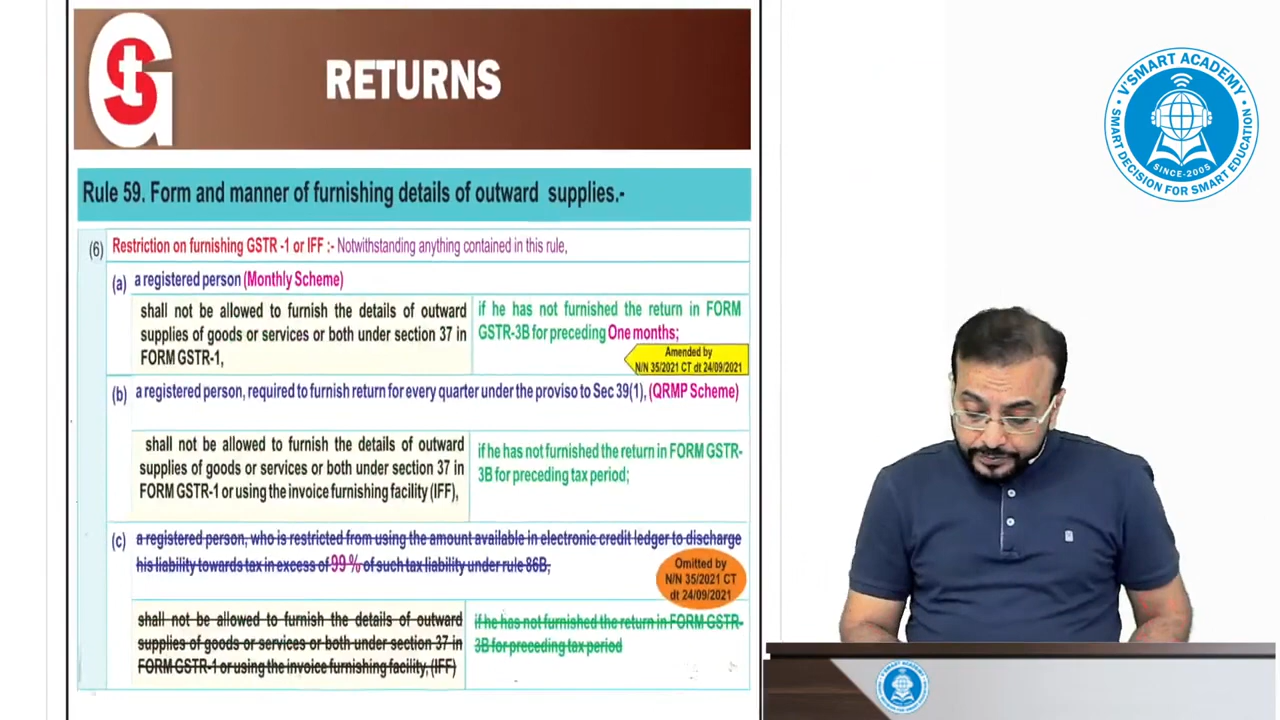 GSt
RETURNS
Rule 59. Form and manner of furnishing details of outward supplies.-
(6) Restriction on furnishing GSTR -1 or IFF :- Notwithstanding anything contained in this rule,
(a) a registered person (Monthly Scheme)
shall not be allowed to furnish the details of outward
supplies of goods or services or both under section 37 in
FORM GSTR-1,
if he has not furnished the return in FORM
GSTR-3B for preceding One months;
Amended by
N/N 35/2021 CT dt 24/09/2021
(b) a registered person, required to furnish return for every quarter under the proviso to Sec 39(1), (QRMP Scheme)
shall not be allowed to furnish the details of outward
supplies of goods or services or both under section 37 in
FORM GSTR-1 or using the invoice furnishing facility (IFF),
if he has not furnished the return in FORM GSTR-
3B for preceding tax period;
(c) a registered person, who is restricted from using the amount available in electronic credit ledger to discharge
his liability towards tax in excess of 99 % of such tax liability under rule 86B,
Omitted by
N/N 35/2021 CT
dt 24/09/2021
shall not be allowed to furnish the details of outward
supplies of goods or services or both under section 37 in
FORM GSTR-1 or using the invoice furnishing facility, (IFF)
if he has not furnished the return in FORM GSTR-
3B for preceding tax period
V'SMART ACADEMY
SINCE-2005
SMART DECISION FOR SMART EDUCATION